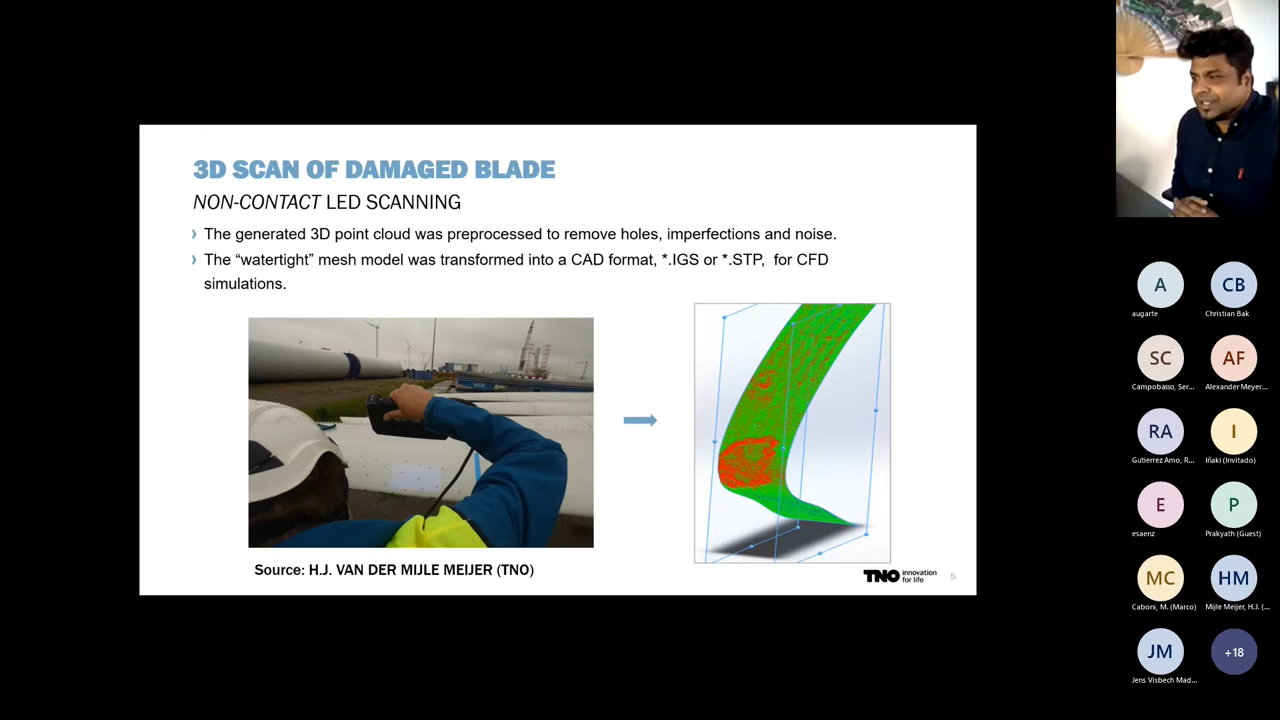 3D SCAN OF DAMAGED BLADE
NON-CONTACT LED SCANNING
› The generated 3D point cloud was preprocessed to remove holes, imperfections and noise.
› The “watertight” mesh model was transformed into a CAD format, *.IGS or *.STP, for CFD
simulations.
Source: H.J. VAN DER MIJLE MEIJER (TNO)
TNO innovation
for life
5
A
augarte
CB
Christian Bak
SC
Campobasso, Ser...
AF
Alexander Meyer...
RA
Gutierrez Amo, R...
I
Iñaki (Invitado)
E
esaenz
P
Prakyath (Guest)
MC
Caboni, M. (Marco)
HM
Mijle Meijer, H.J. (...
JM
Jens Visbech Mad...
+18